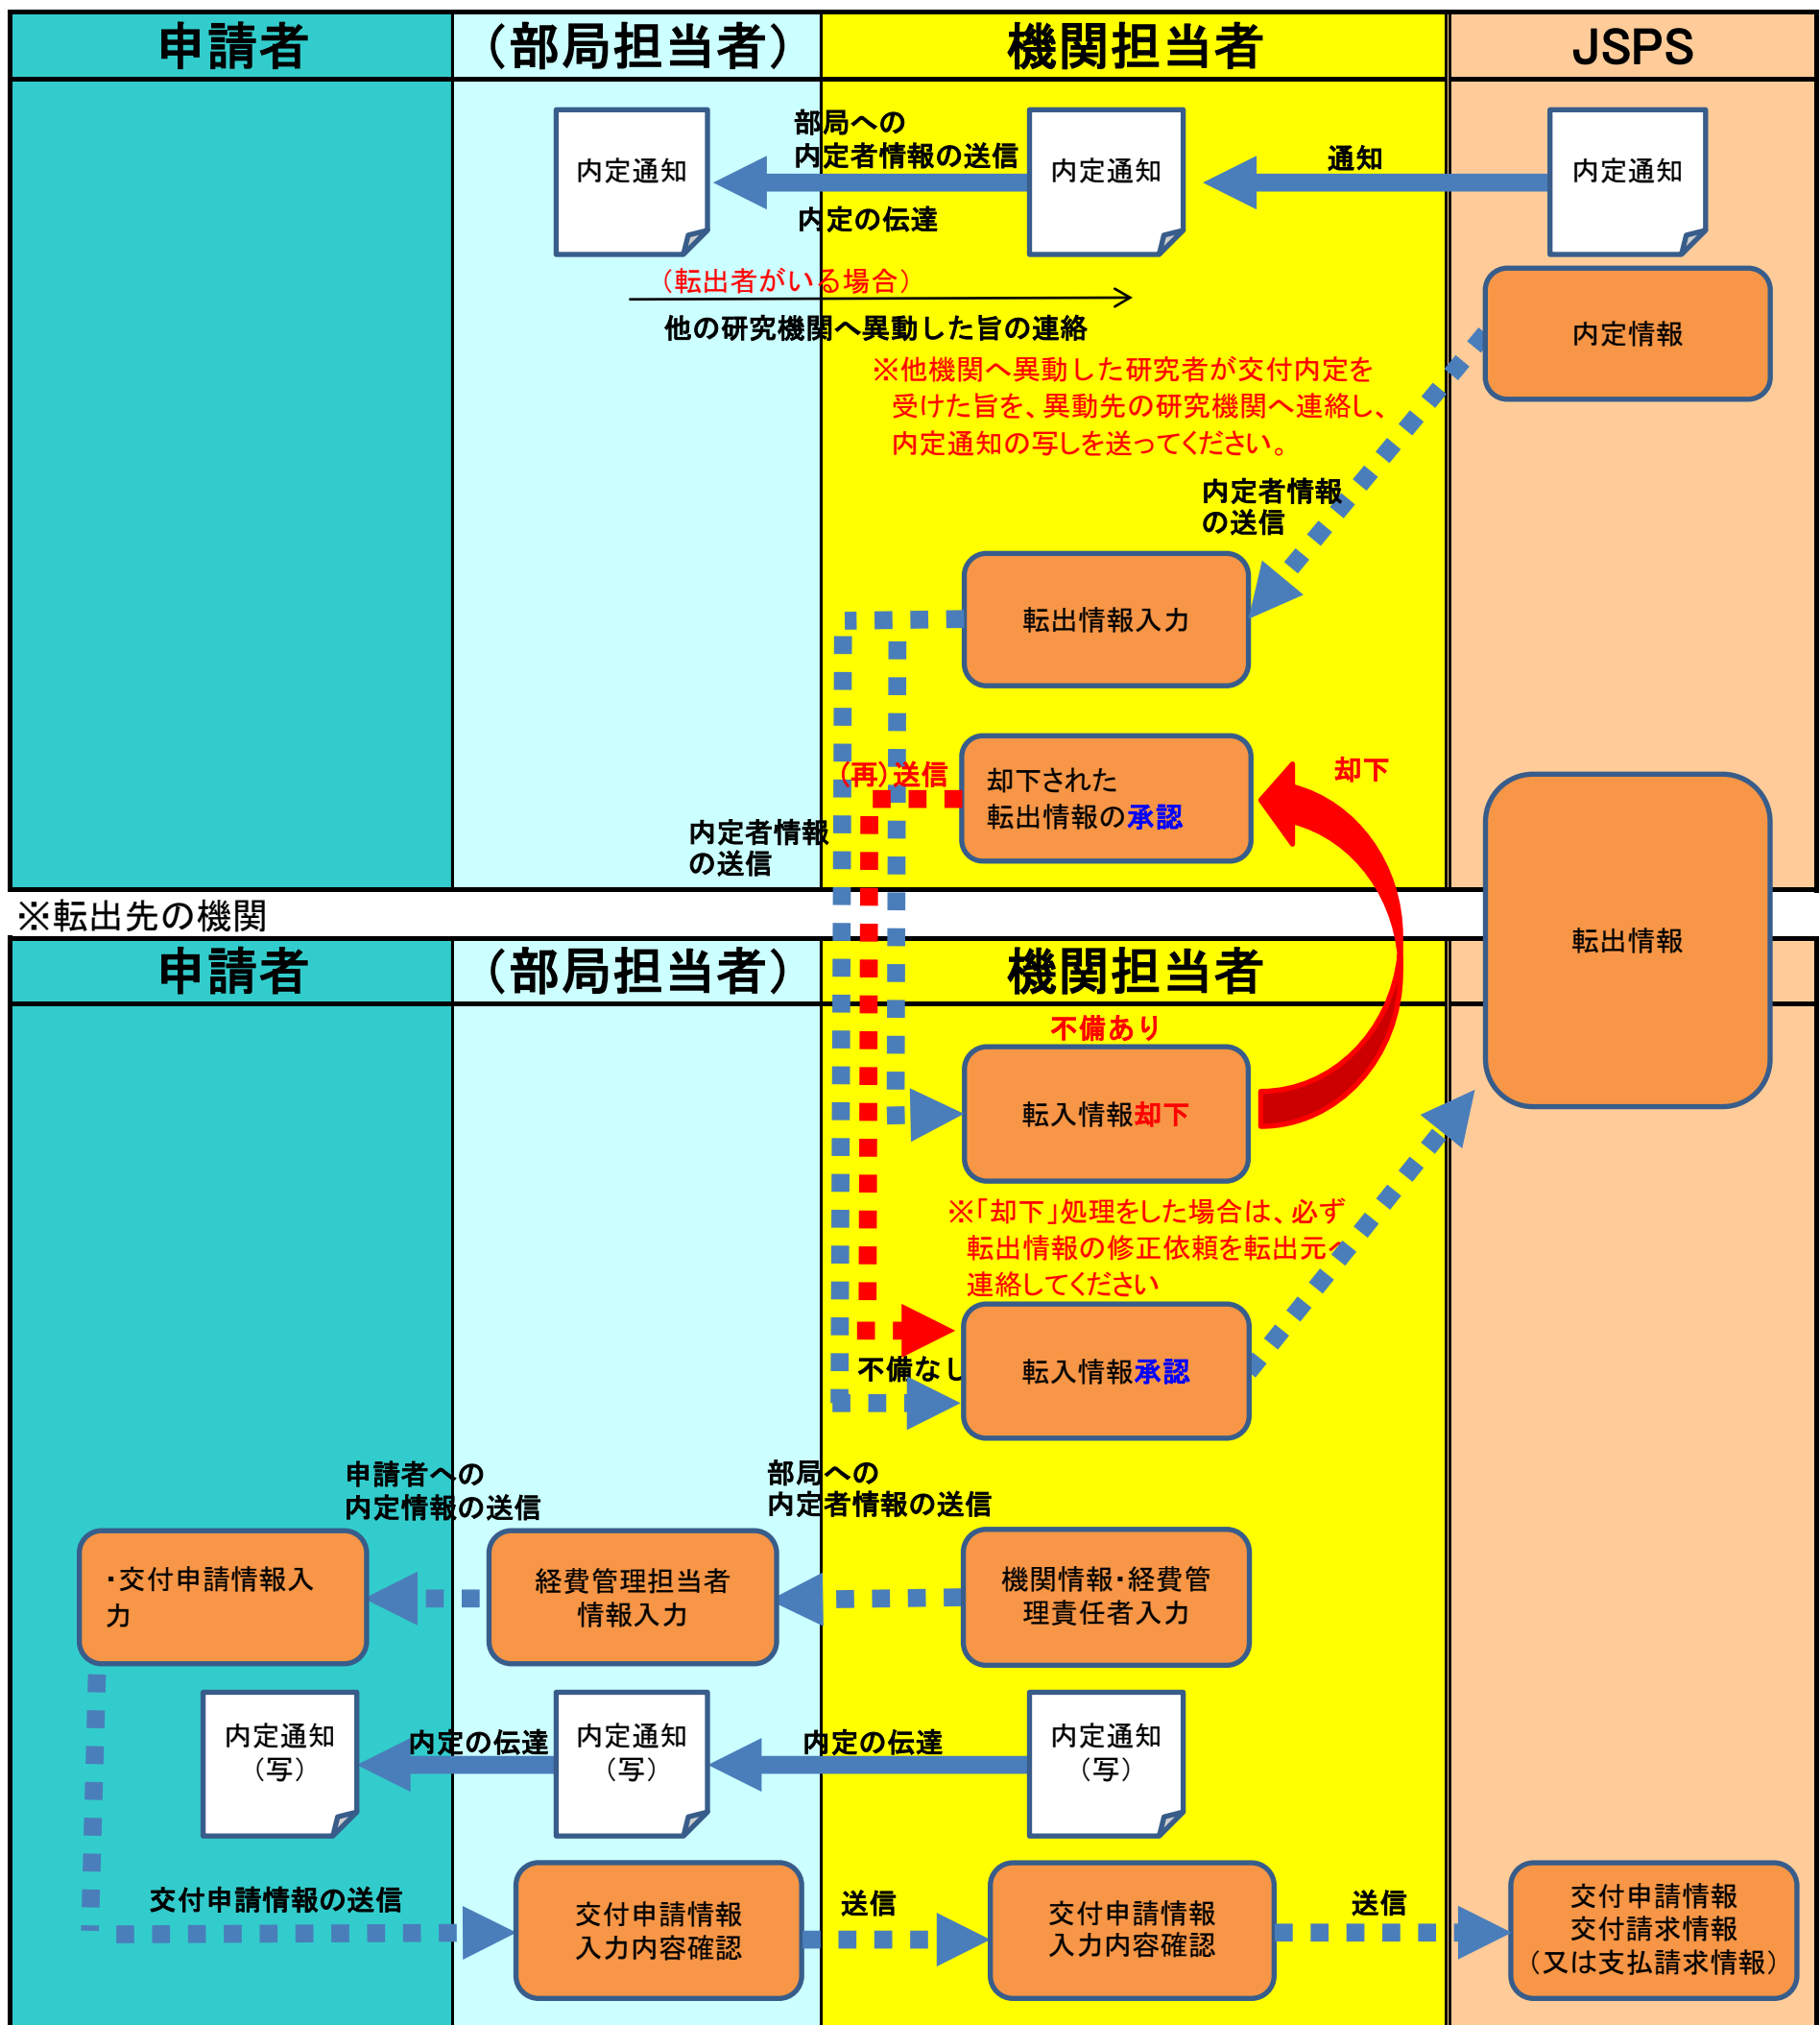 申請者
（部局担当者）
機関担当者
JSPS
内定通知
部局への
内定者情報の送信
内定の伝達
内定通知
通知
内定通知
（転出者がいる場合）
他の研究機関へ異動した旨の連絡
内定情報
※他機関へ異動した研究者が交付内定を
受けた旨を、異動先の研究機関へ連絡し、
内定通知の写しを送ってください。
内定者情報
の送信
転出情報入力
（再）送信
却下された
転出情報の承認
却下
内定者情報
の送信
転出情報
※転出先の機関
申請者
（部局担当者）
機関担当者
不備あり
転入情報却下
※「却下」処理をした場合は、必ず
転出情報の修正依頼を転出元へ
連絡してください
不備なし
転入情報承認
申請者への
内定情報の送信
部局への
内定者情報の送信
・交付申請情報入
力
経費管理担当者
情報入力
機関情報・経費管
理責任者入力
内定通知
（写）
内定の伝達
内定通知
（写）
内定の伝達
内定通知
（写）
交付申請情報の送信
交付申請情報
入力内容確認
送信
交付申請情報
入力内容確認
送信
交付申請情報
交付請求情報
（又は支払請求情報）